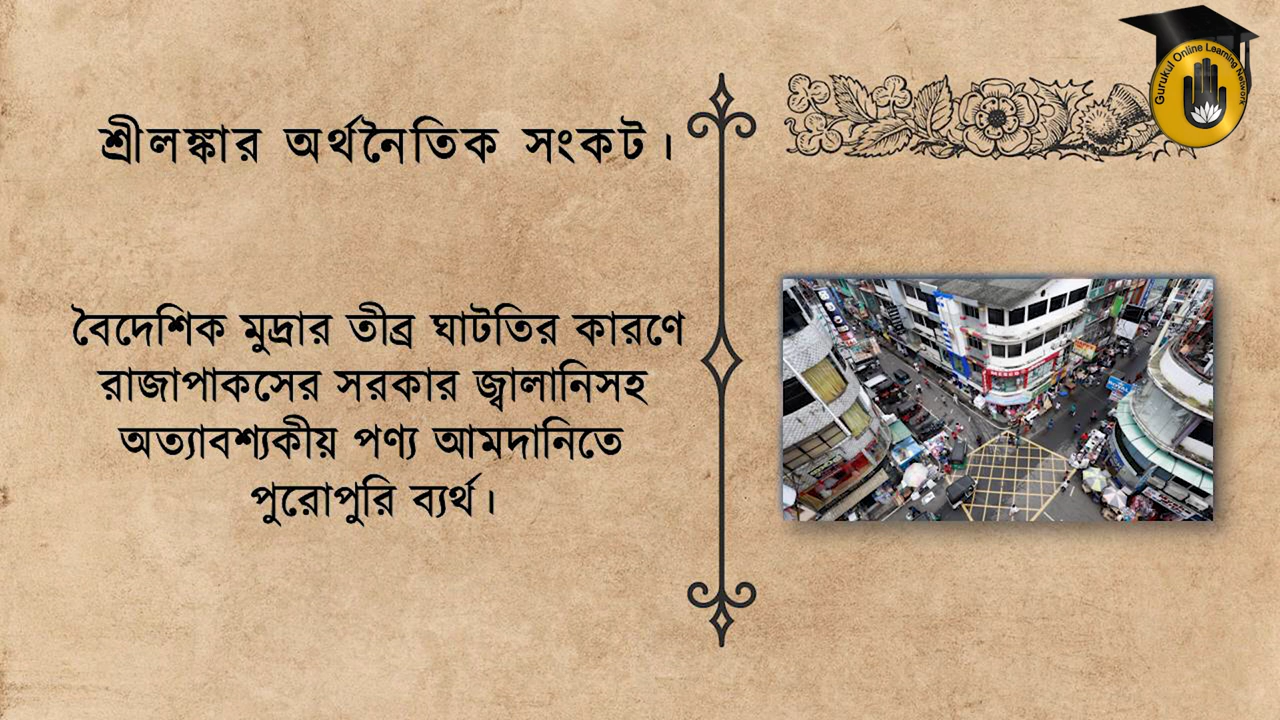 শ্রীলঙ্কার অর্থনৈতিক সংকট।
বৈদেশিক মুদ্রার তীব্র ঘাটতির কারণে
রাজাপাকসের সরকার জ্বালানিসহ
অত্যাবশ্যকীয় পণ্য আমদানিতে
পুরোপুরি ব্যর্থ।
Gurukul Online Learning Network